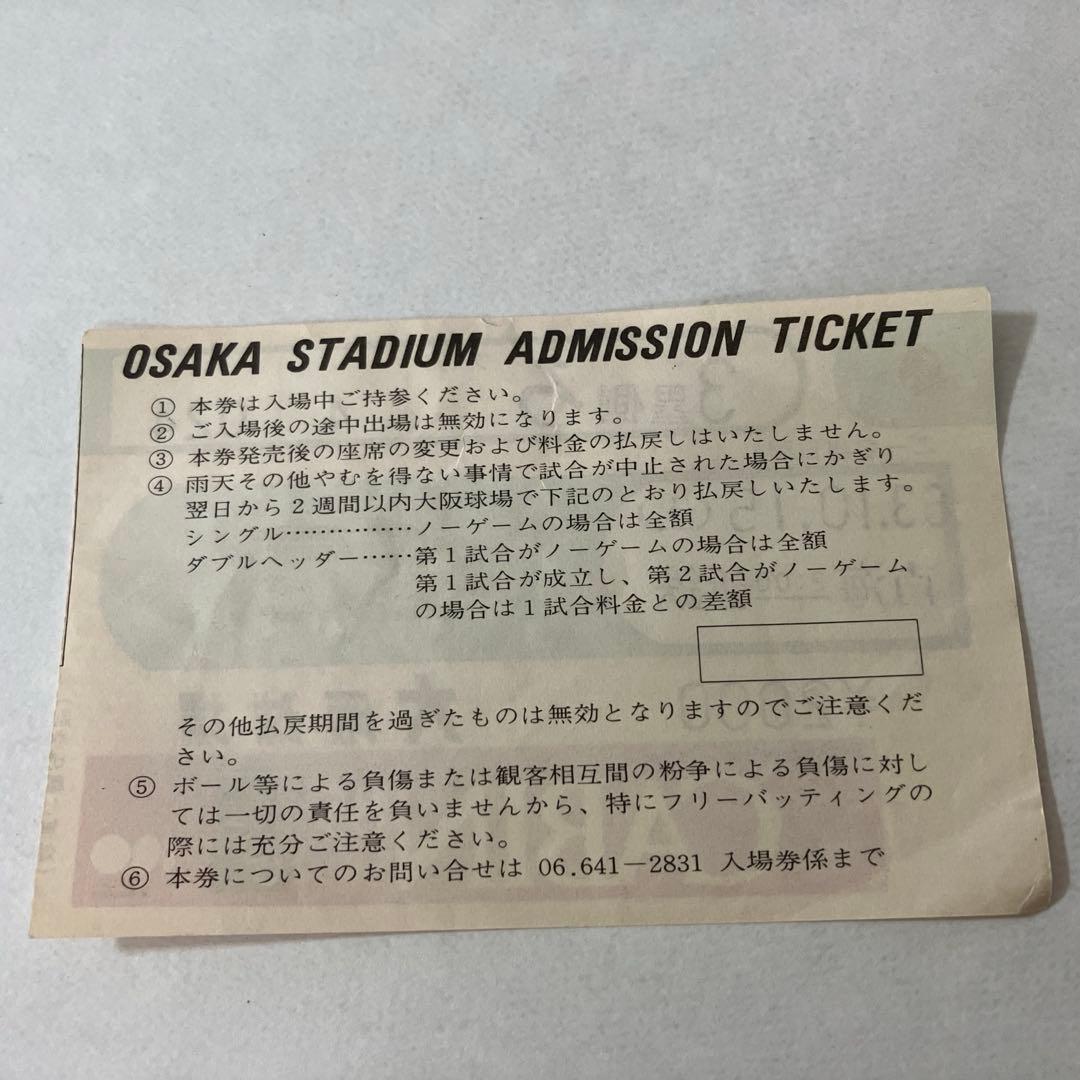 OSAKA STADIUM ADMISSION TICKET
① 本券は入場中ご持参ください。
② ご入場後の途中出場は無効になります。
③ 本券発売後の座席の変更および料金の払戻しはいたしません。
④ 雨天その他やむを得ない事情で試合が中止された場合にかぎり
翌日から2週間以内大阪球場で下記のとおり払戻しいたします。
シングル……………ノーゲームの場合は全額
ダブルヘッダー……第1試合がノーゲームの場合は全額
第1試合が成立し、第2試合がノーゲーム
の場合は1試合料金との差額
その他払戻期間を過ぎたものは無効となりますのでご注意くだ
さい。
⑤ ボール等による負傷または観客相互間の紛争による負傷に対し
ては一切の責任を負いませんから、特にフリーバッティングの
際には充分ご注意ください。
⑥ 本券についてのお問い合せは 06.641−2831 入場券係まで